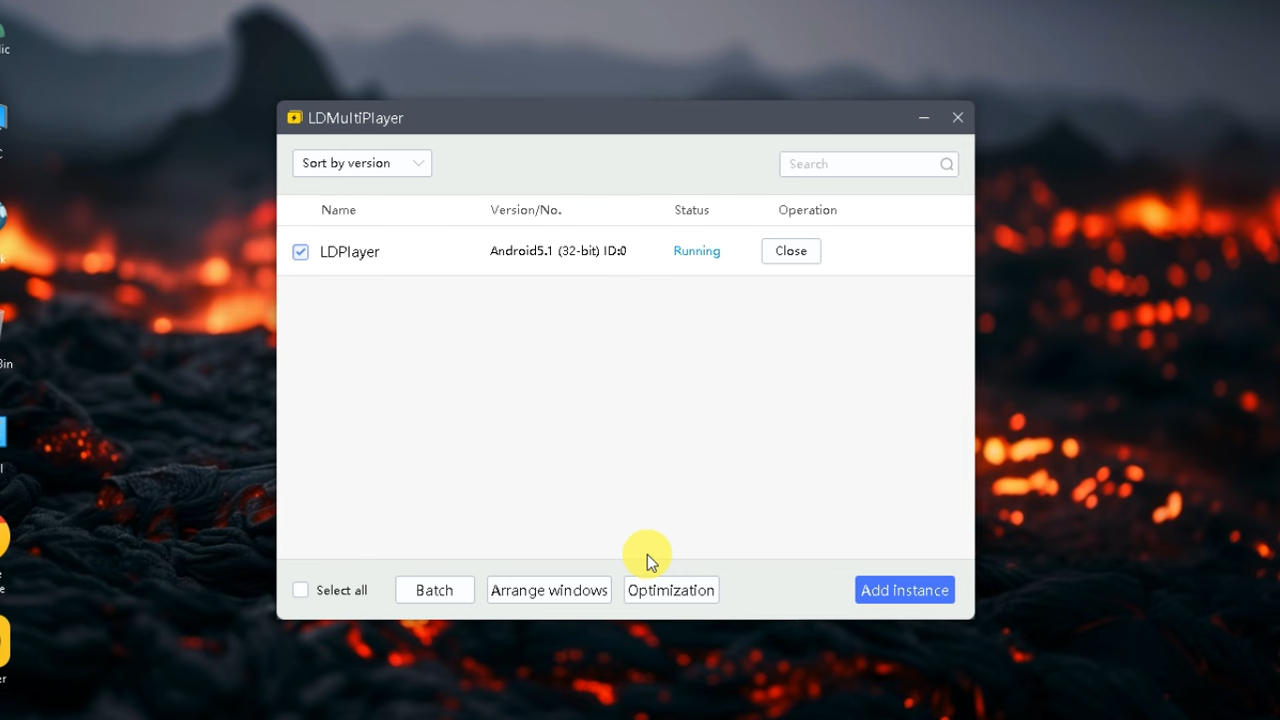 LDMultiPlayer
Sort by version
Search
Name Version/No. Status Operation
LDPlayer Android5.1 (32-bit) ID:0 Running Close
Select all Batch Arrange windows Optimization Add instance